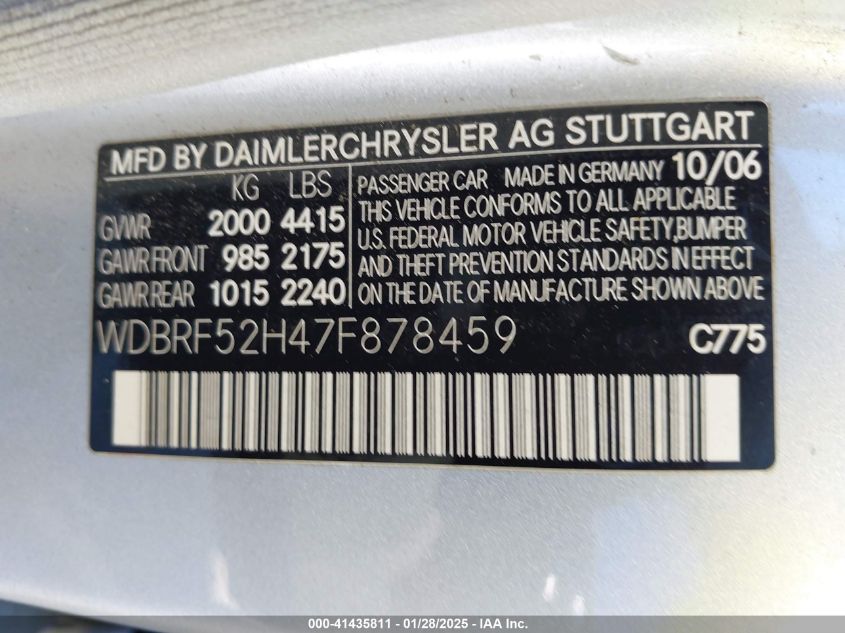 MFD BY DAIMLERCHRYSLER AG STUTTGART
KG LBS
GVWR 2000 4415
GAWR FRONT 985 2175
GAWR REAR 1015 2240
PASSENGER CAR MADE IN GERMANY 10/06
THIS VEHICLE CONFORMS TO ALL APPLICABLE
U.S. FEDERAL MOTOR VEHICLE SAFETY,BUMPER
AND THEFT PREVENTION STANDARDS IN EFFECT
ON THE DATE OF MANUFACTURE SHOWN ABOVE.
WDBRF52H47F878459 C775
000-41435811 - 01/28/2025 - IAA Inc.